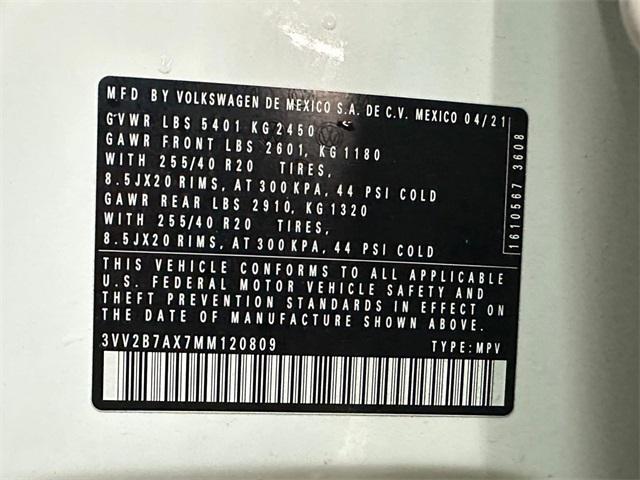 MFD BY VOLKSWAGEN DE MEXICO S.A. DE C.V. MEXICO 04/21
GVWR LBS 5401 KG 2450
GAWR FRONT LBS 2601, KG 1180
WITH 255/40 R20 TIRES,
8.5JX20 RIMS, AT 300 KPA, 44 PSI COLD
GAWR REAR LBS 2910, KG 1320
WITH 255/40 R20 TIRES,
8.5JX20 RIMS, AT 300 KPA, 44 PSI COLD
1610567 3608
THIS VEHICLE CONFORMS TO ALL APPLICABLE
U.S. FEDERAL MOTOR VEHICLE SAFETY AND
THEFT PREVENTION STANDARDS IN EFFECT ON
THE DATE OF MANUFACTURE SHOWN ABOVE.
3VV2B7AX7MM120809 TYPE: MPV